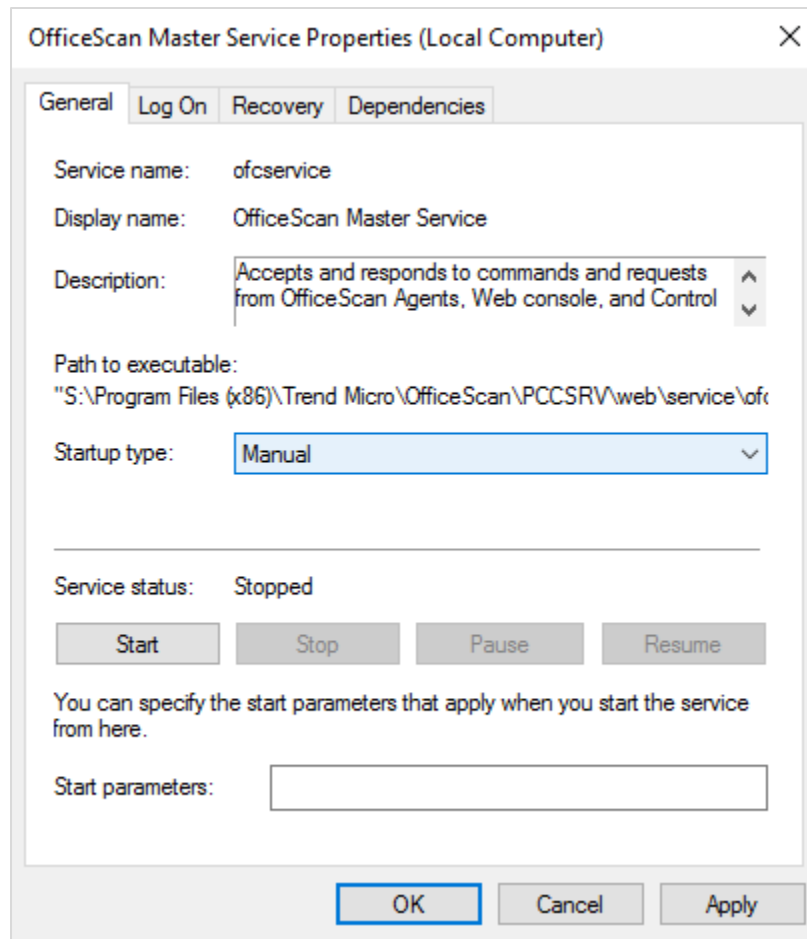 OfficeScan Master Service Properties (Local Computer)
General Log On Recovery Dependencies
Service name: ofcservice
Display name: OfficeScan Master Service
Description: Accepts and responds to commands and requests
from OfficeScan Agents, Web console, and Control
Path to executable:
"S:\Program Files (x86)\Trend Micro\OfficeScan\PCCSRV\web\service\ofc
Startup type: Manual
Service status: Stopped
Start Stop Pause Resume
You can specify the start parameters that apply when you start the service
from here.
Start parameters:
OK Cancel Apply